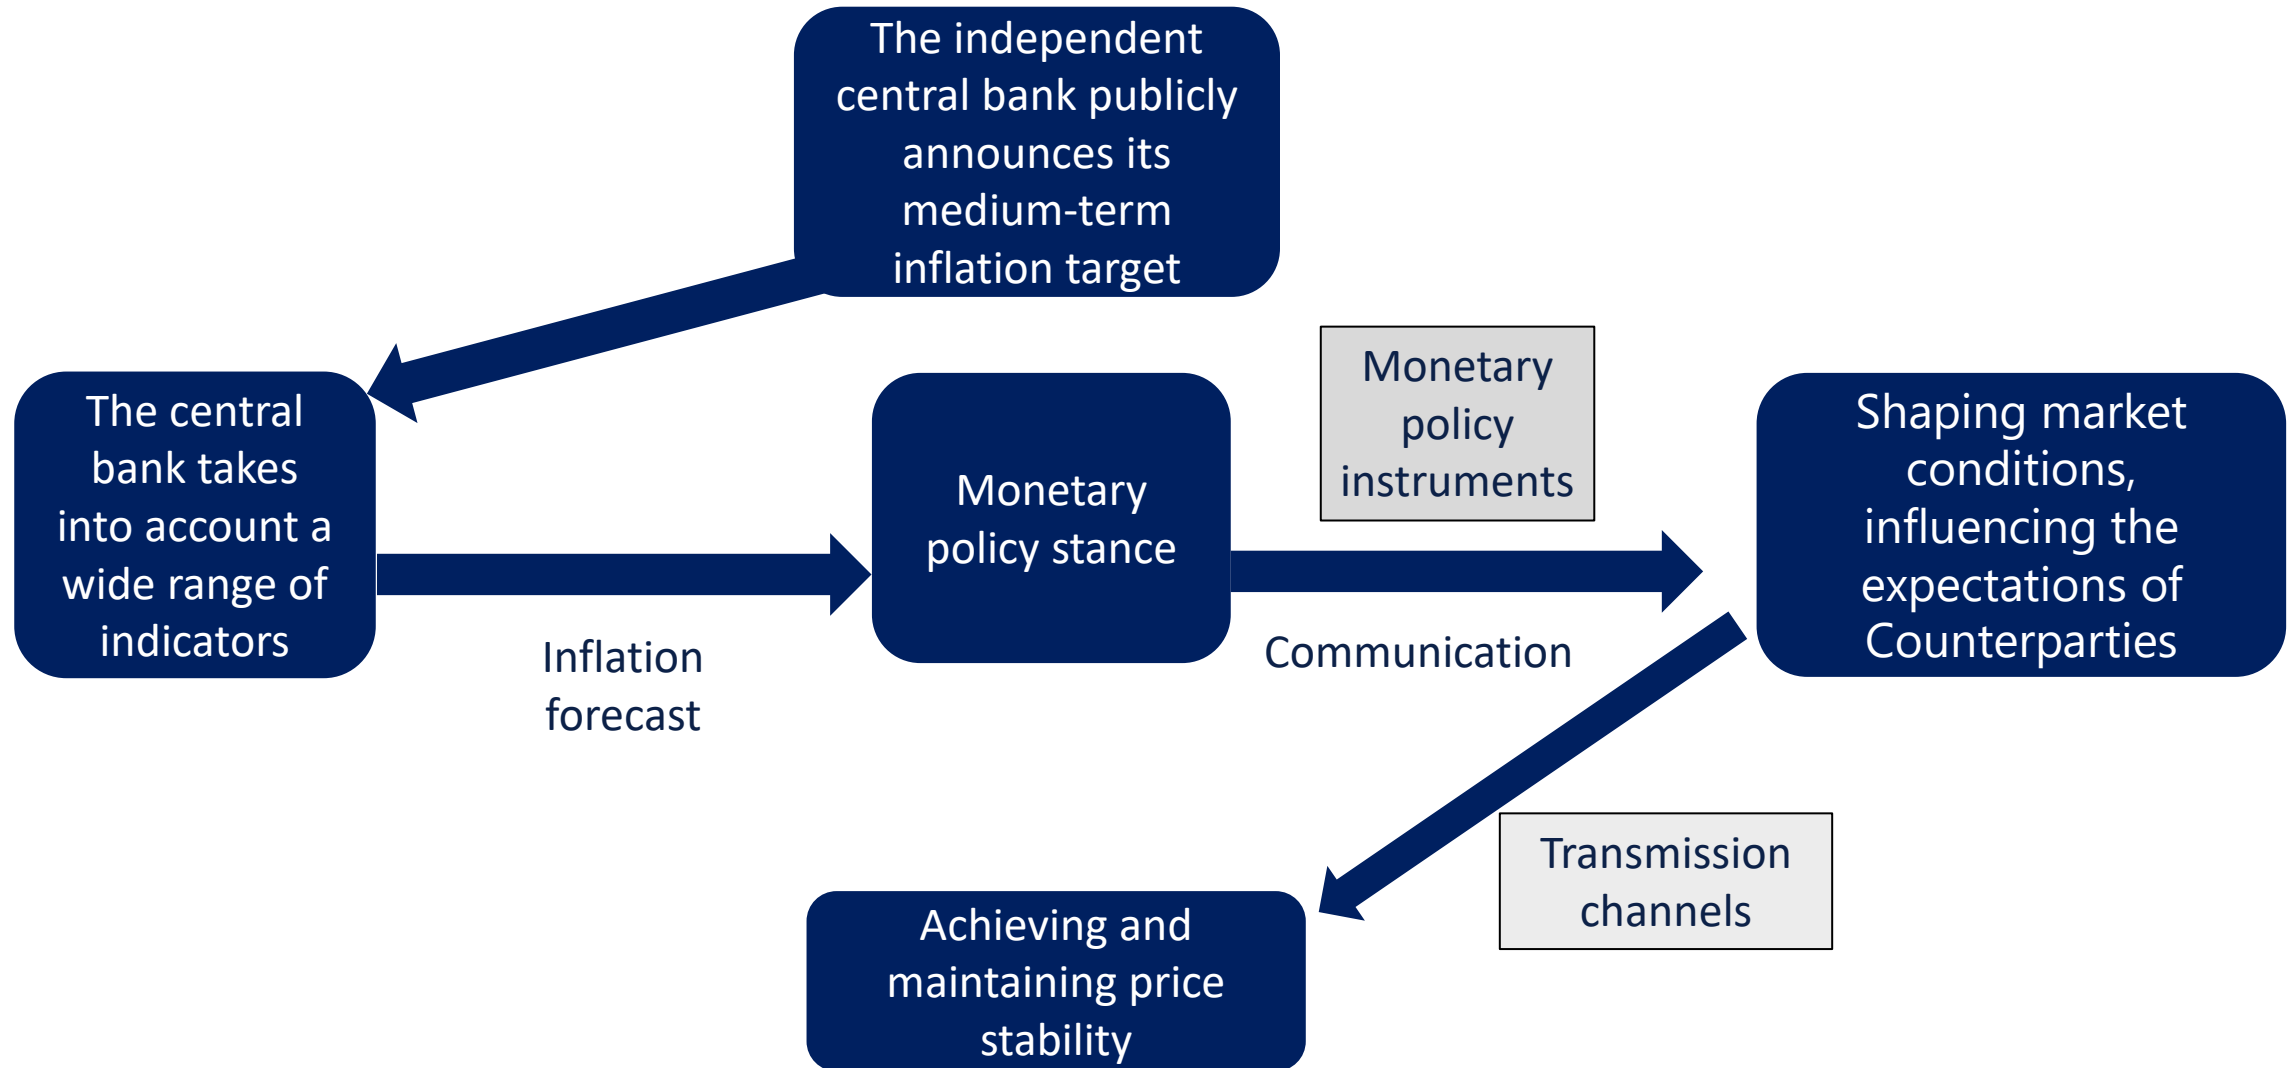 The independent
central bank publicly
announces its
medium-term
inflation target
The central
bank takes
into account a
wide range of
indicators
Inflation
forecast
Monetary
policy stance
Monetary
policy
instruments
Communication
Shaping market
conditions,
influencing the
expectations of
Counterparties
Transmission
channels
Achieving and
maintaining price
stability